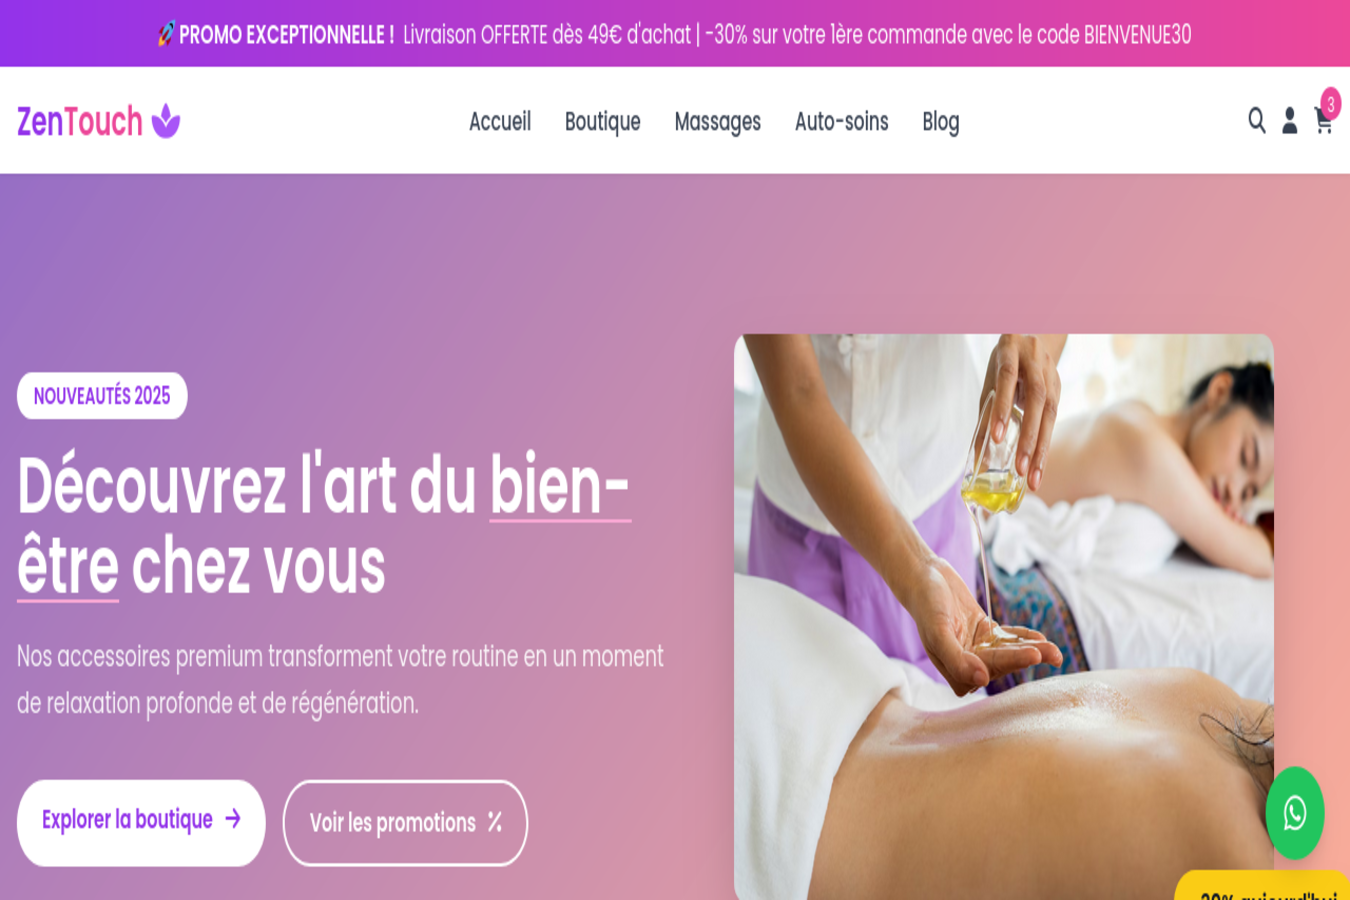 🚀 PROMO EXCEPTIONNELLE ! Livraison OFFERTE dès 49€ d'achat | -30% sur votre 1ère commande avec le code BIENVENUE30
ZenTouch
Accueil Boutique Massages Auto-soins Blog
3
NOUVEAUTÉS 2025
Découvrez l'art du bien-
être chez vous
Nos accessoires premium transforment votre routine en un moment
de relaxation profonde et de régénération.
Explorer la boutique →
Voir les promotions %